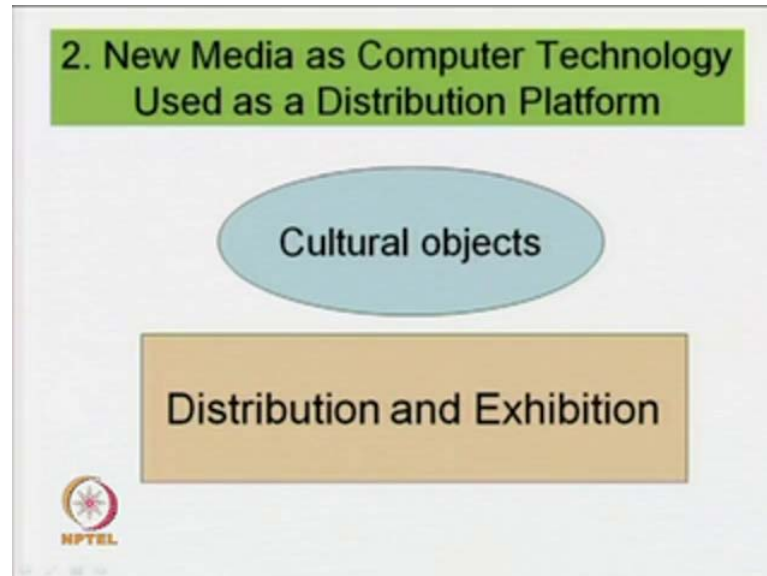 2. New Media as Computer Technology
Used as a Distribution Platform
Cultural objects
Distribution and Exhibition
NPTEL